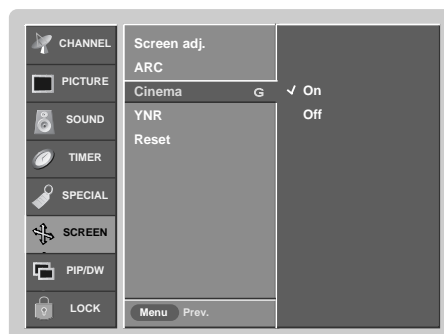 CHANNEL
PICTURE
SOUND
TIMER
SPECIAL
SCREEN
PIP/DW
LOCK
Screen adj.
ARC
Cinema G
YNR
Reset
Menu Prev.
✓ On
Off